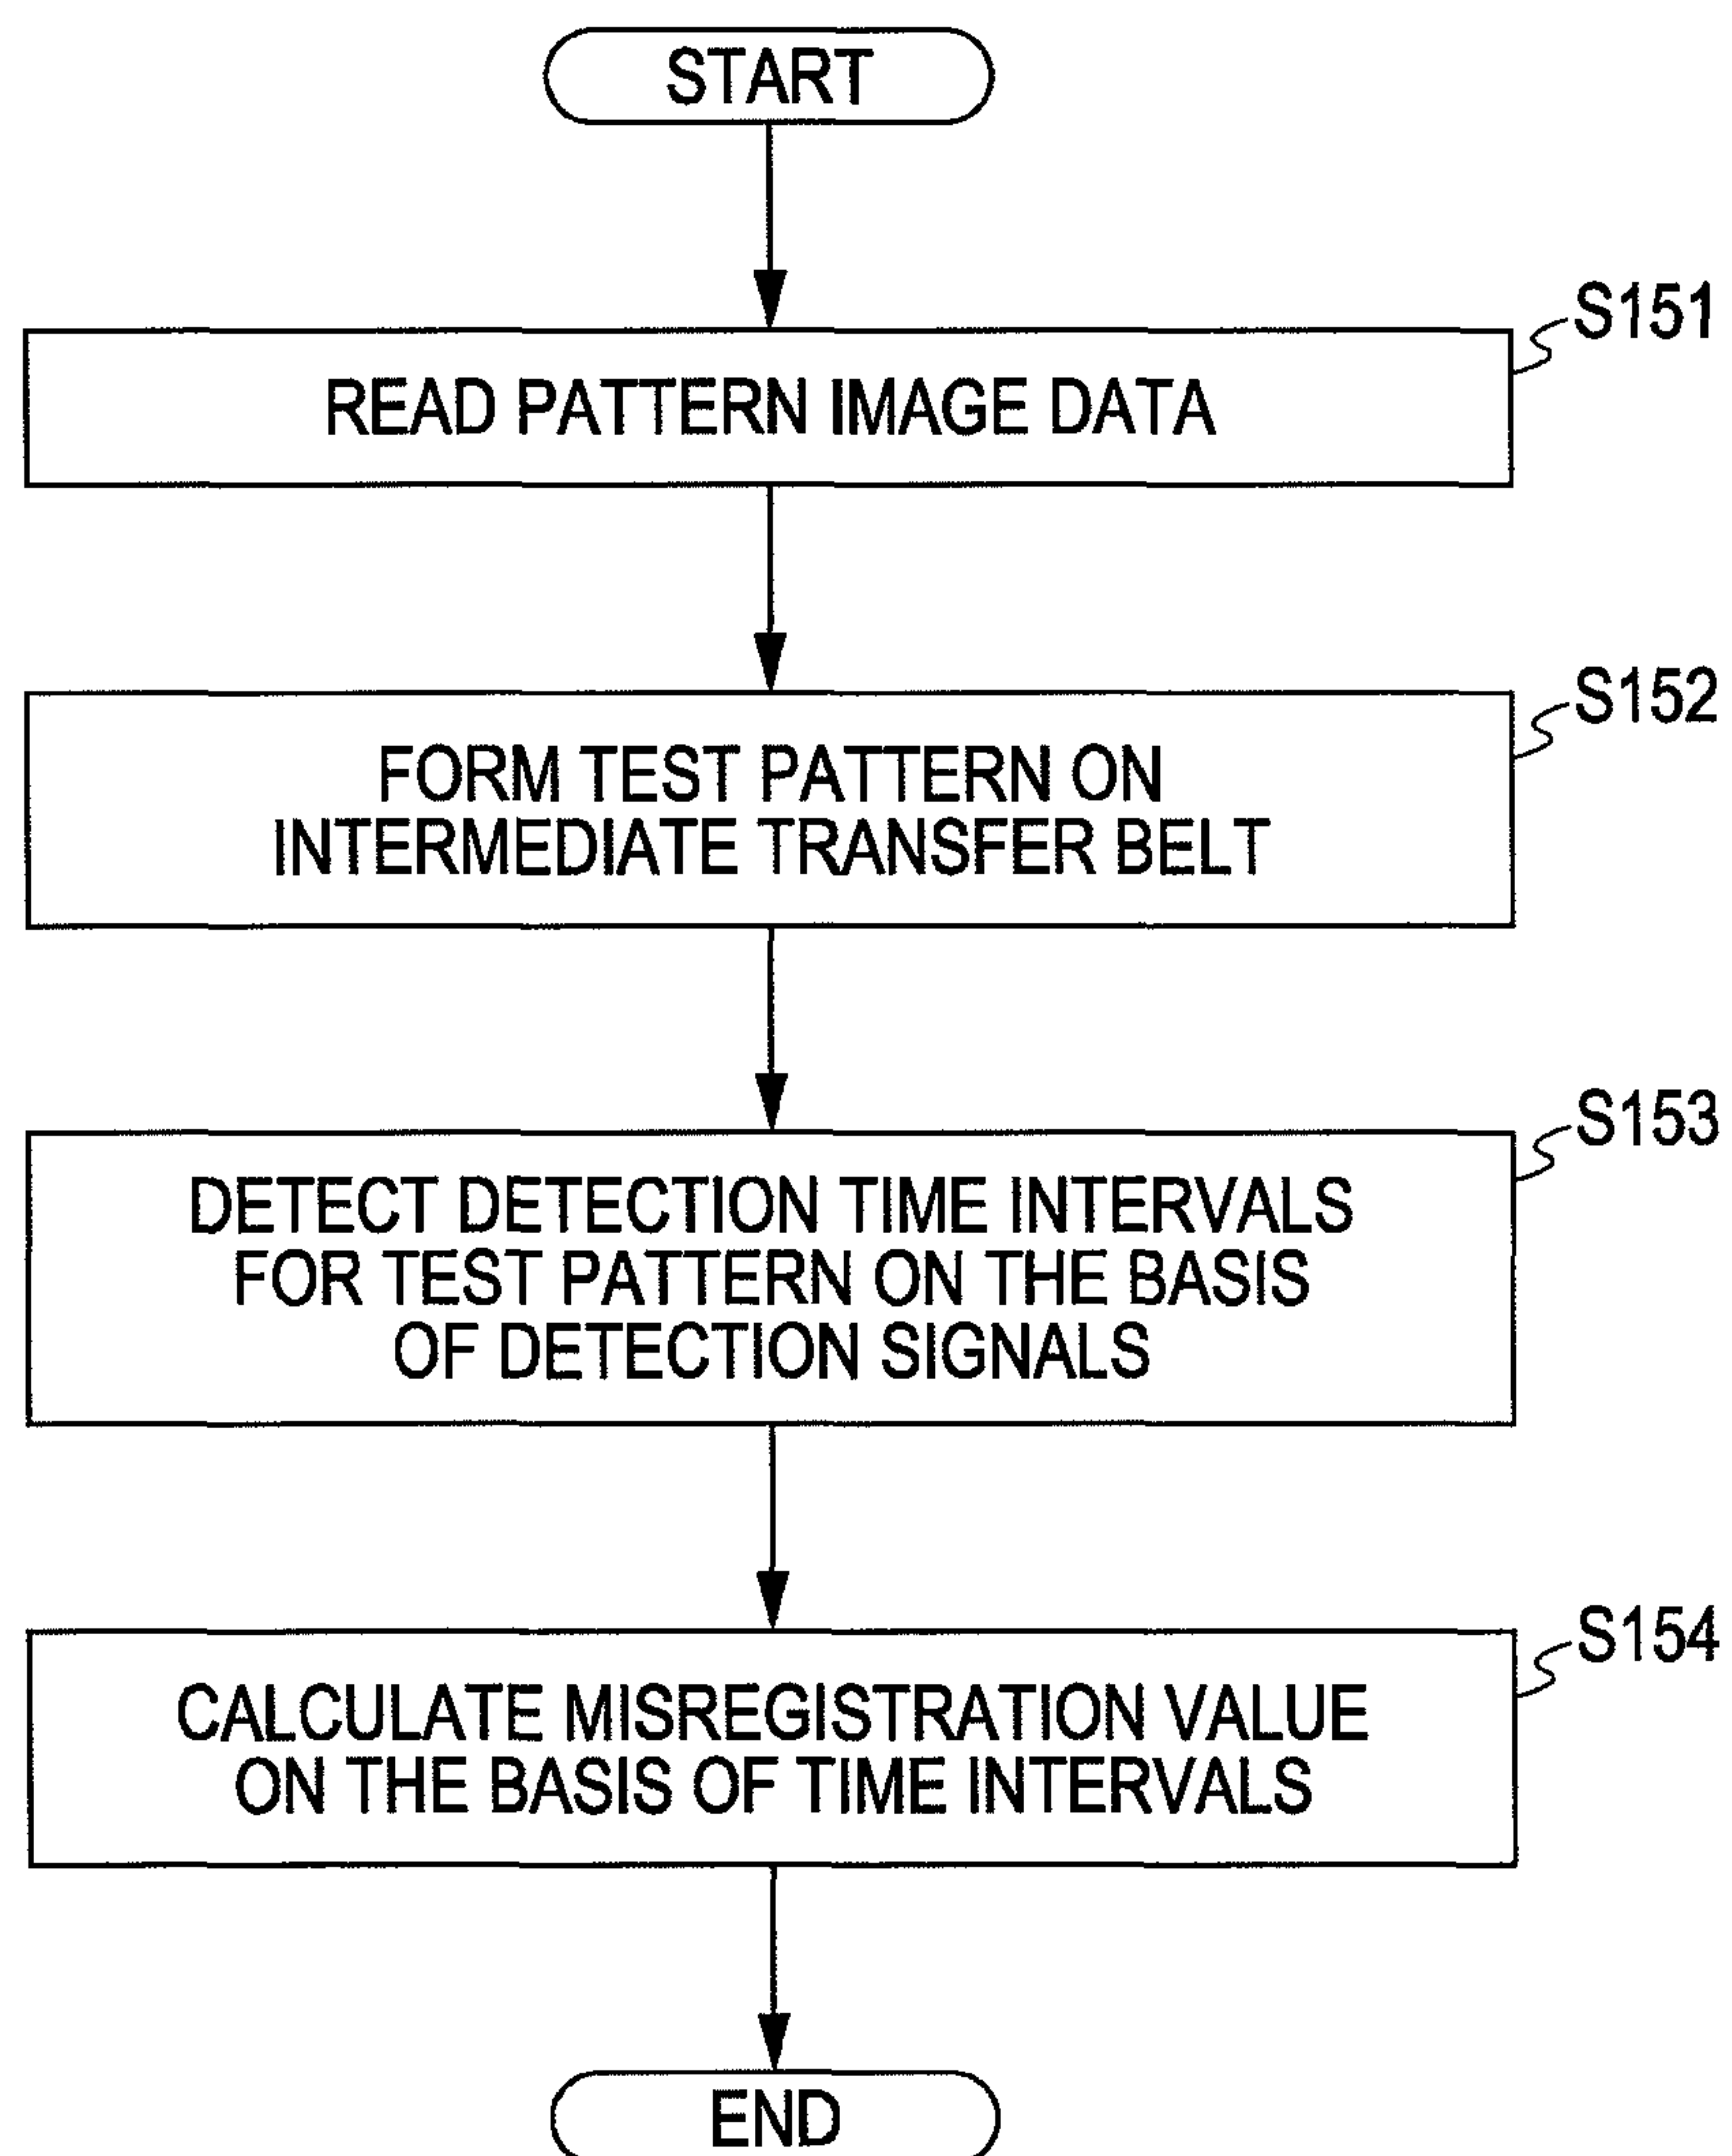 START
S151
READ PATTERN IMAGE DATA
S152
FORM TEST PATTERN ON
INTERMEDIATE TRANSFER BELT
S153
DETECT DETECTION TIME INTERVALS
FOR TEST PATTERN ON THE BASIS
OF DETECTION SIGNALS
S154
CALCULATE MISREGISTRATION VALUE
ON THE BASIS OF TIME INTERVALS
END